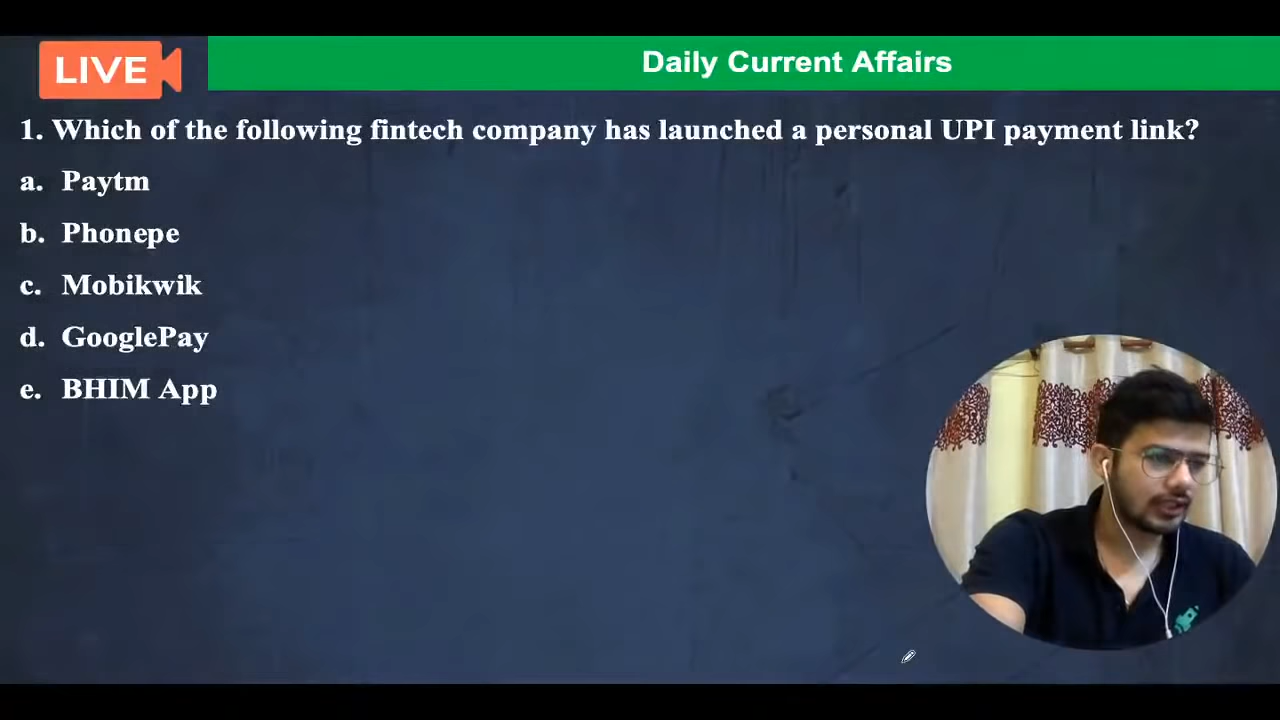 LIVE
Daily Current Affairs
1. Which of the following fintech company has launched a personal UPI payment link?
a. Paytm
b. Phonepe
c. Mobikwik
d. GooglePay
e. BHIM App